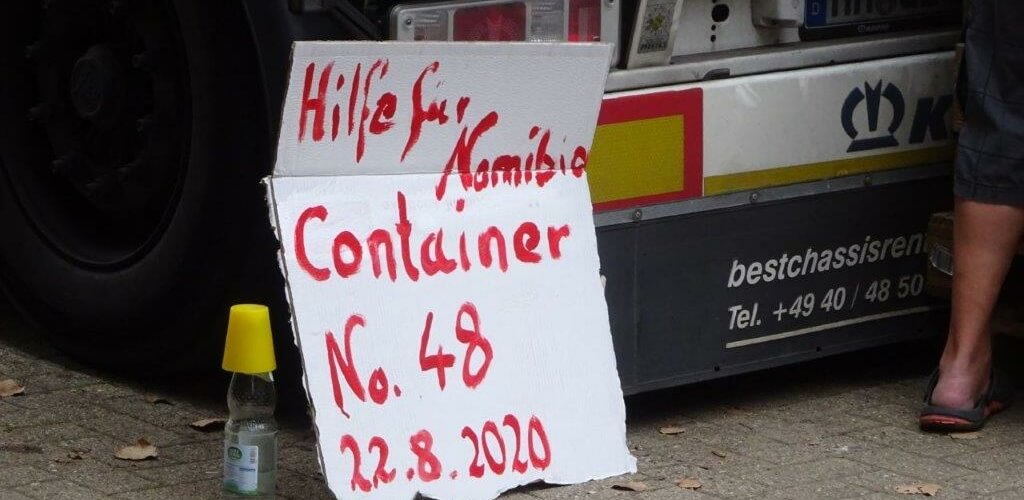 Hilfe für
Namibia
Container
No. 48
22.8.2020
bestchassisren
Tel. +49 40 / 48 50
K
D